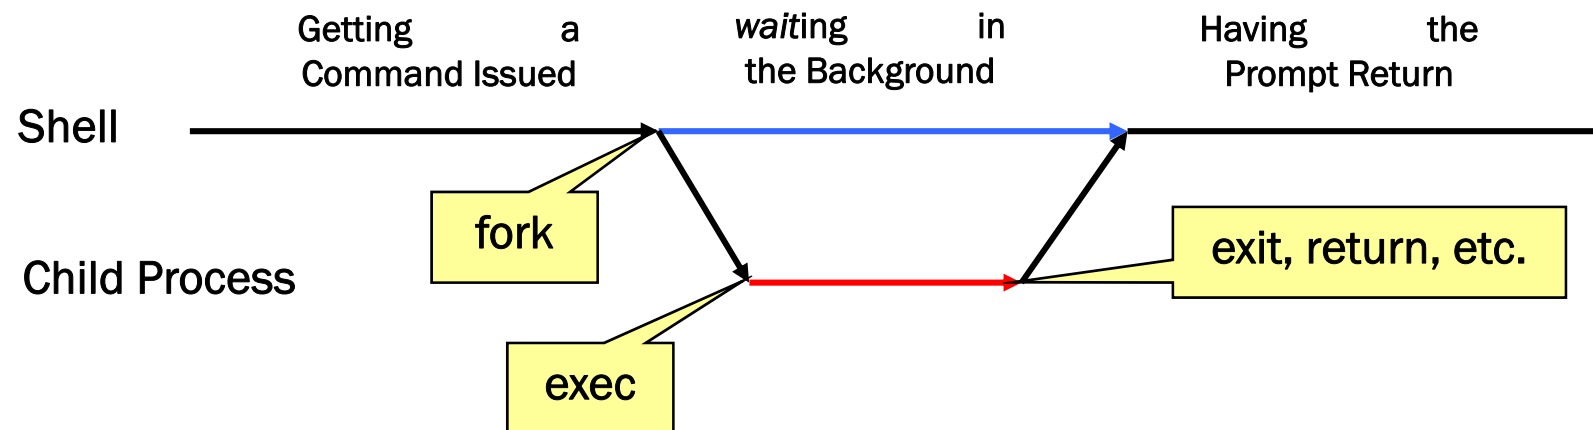 Getting a
Command Issued
waiting in
the Background
Having the
Prompt Return
Shell
fork
exit, return, etc.
Child Process
exec